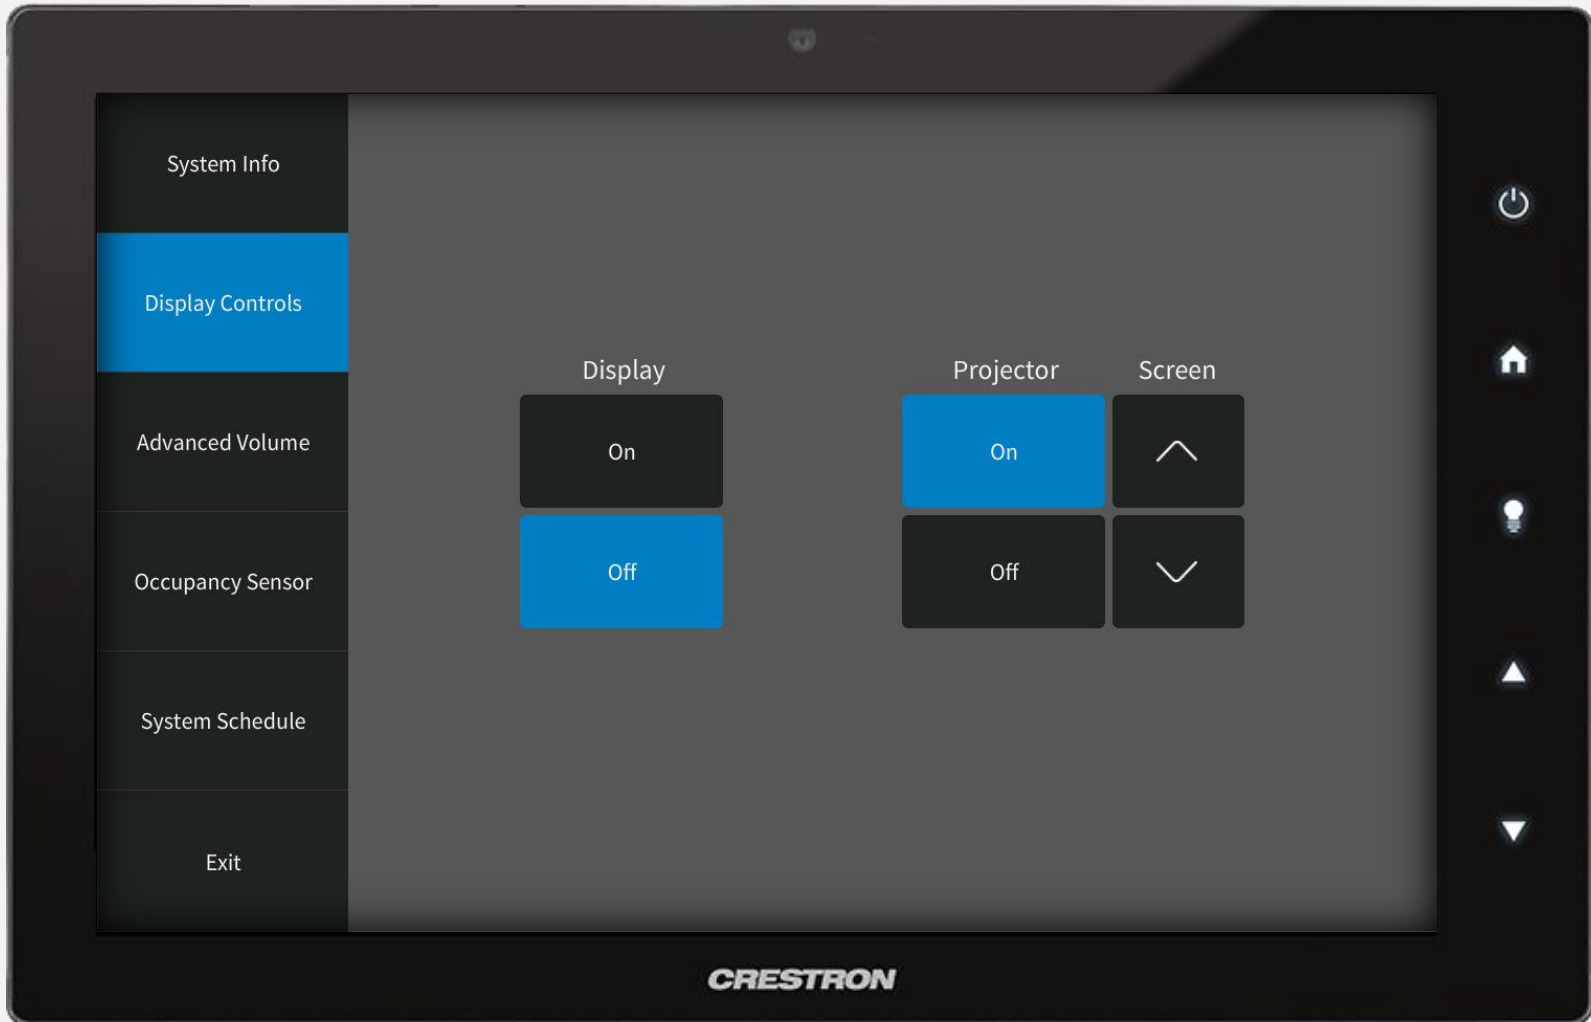 System Info
Display Controls
Advanced Volume
Occupancy Sensor
System Schedule
Exit
Display
On
Off
Projector
On
Off
Screen
CRESTRON